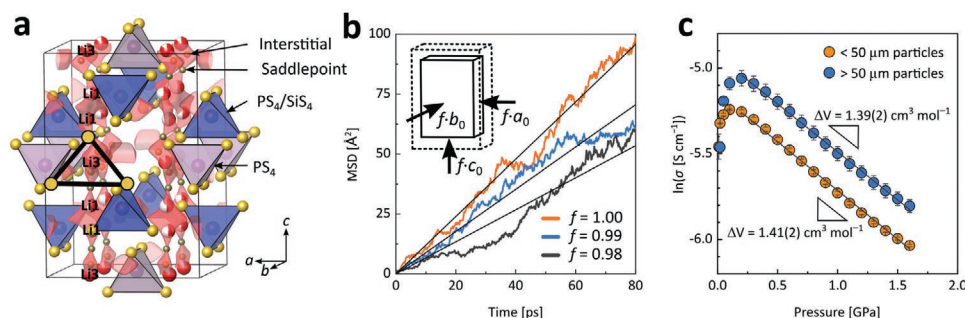 a
Li3
Interstitial
Saddlepoint
Li1
PS₄/SiS₄
Li1
Li3
PS₄
Li1
Li1
Li3
c
a
b
b
MSD [Å²]
100
75
50
25
0
0
20
40
60
80
Time [ps]
f·b₀
f·a₀
f·c₀
f = 1.00
f = 0.99
f = 0.98
c
ln(σ) [S cm⁻¹]
-5.0
-5.5
-6.0
< 50 µm particles
> 50 µm particles
ΔV = 1.39(2) cm³ mol⁻¹
ΔV = 1.41(2) cm³ mol⁻¹
0.0
0.5
1.0
1.5
2.0
Pressure [GPa]